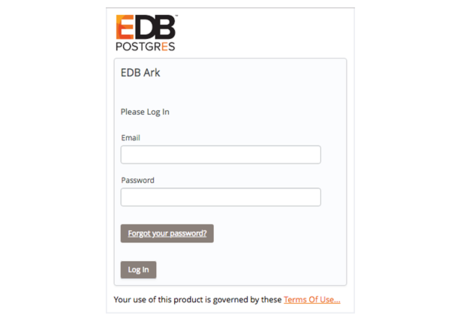 EDB™
POSTGRES
EDB Ark
Please Log In
Email
Password
Forgot your password?
Log In
Your use of this product is governed by these Terms Of Use...